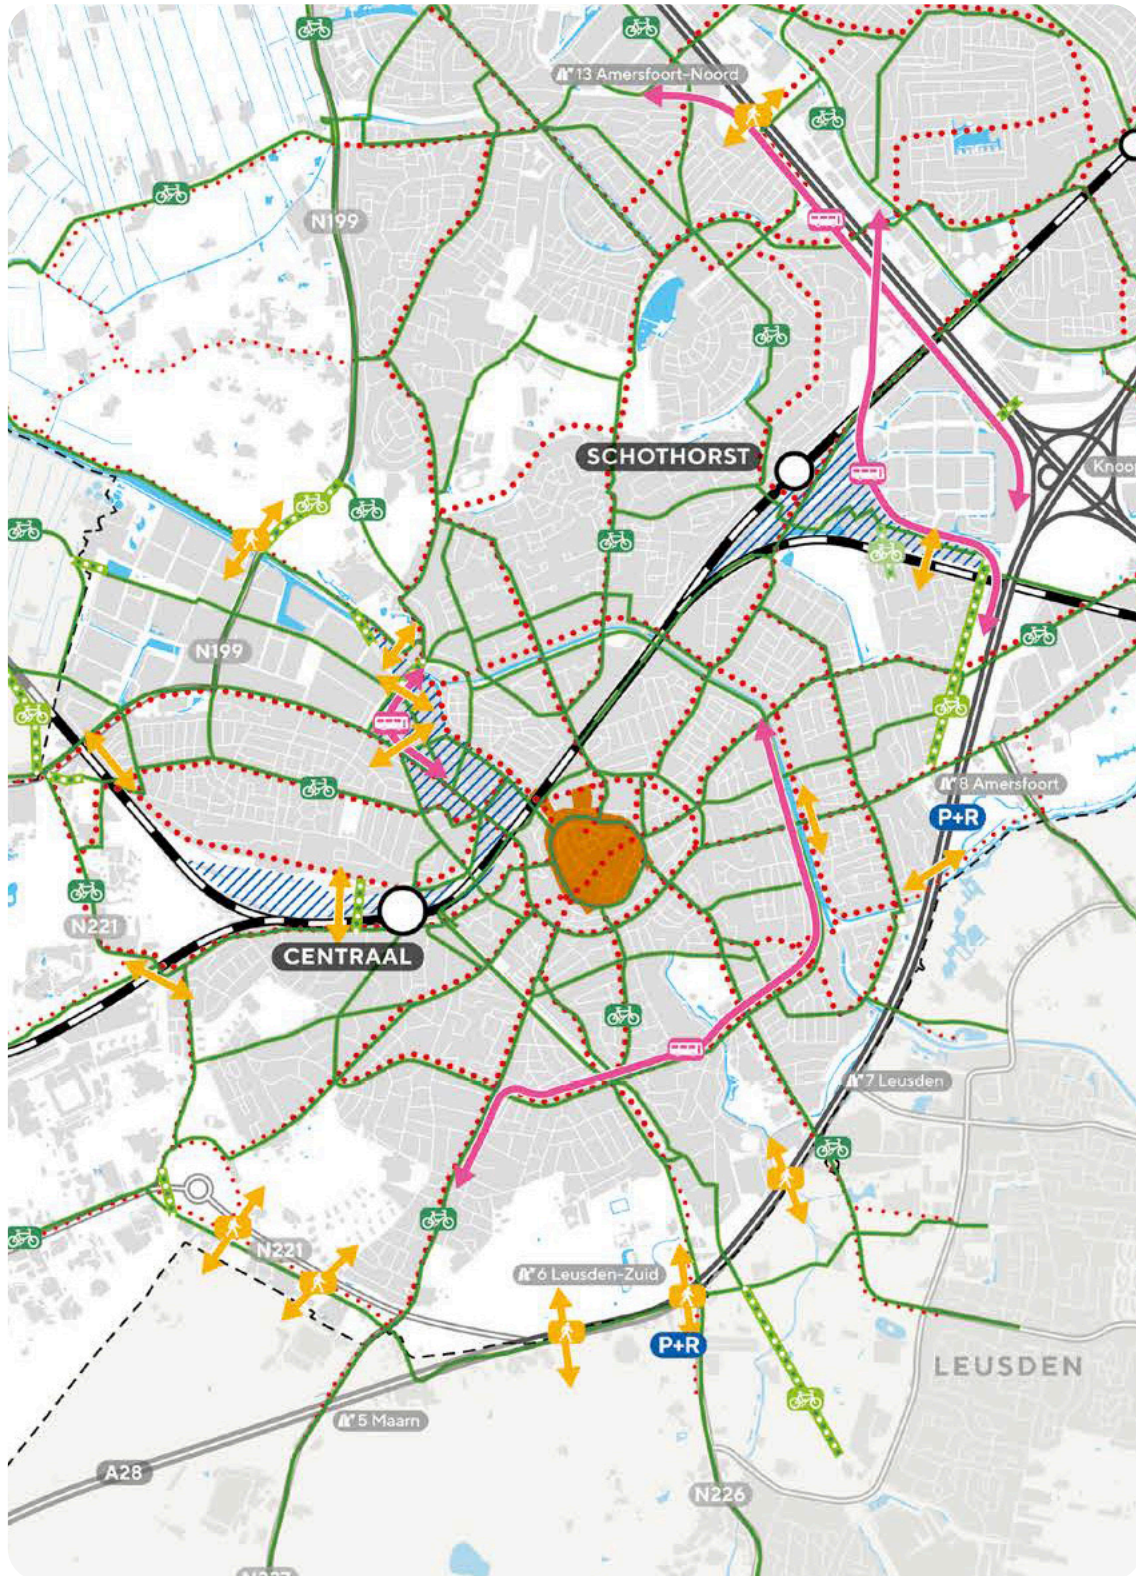 13 Amersfoort-Noord
N199
SCHOTHORST
N199
8 Amersfoort
P+R
N221
CENTRAAL
7 Leusden
N221
6 Leusden-Zuid
P+R
LEUSDEN
5 Maarn
A28
N226